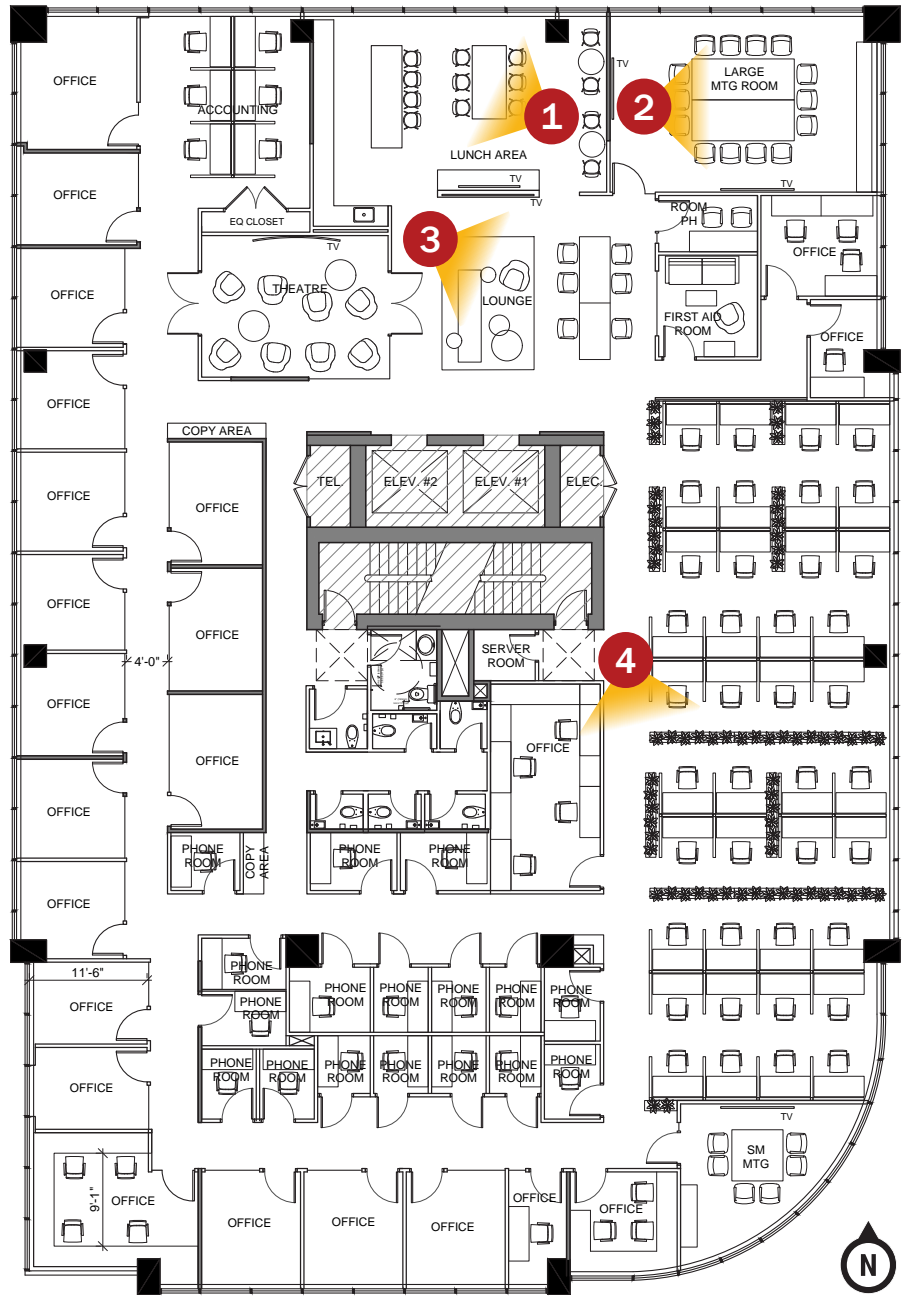 OFFICE
ACCOUNTING
1
TV
2
LARGE
MTG ROOM
LUNCH AREA
TV
TV
TV
OFFICE
EQ CLOSET
TV
3
ROOM
PH
OFFICE
OFFICE
THEATRE
LOUNGE
FIRST AID
ROOM
OFFICE
OFFICE
COPY AREA
TEL.
ELEV. #2
ELEV. #1
ELEC.
OFFICE
OFFICE
OFFICE
OFFICE
4'-0"
SERVER
ROOM
4
OFFICE
OFFICE
OFFICE
OFFICE
PHONE
ROOM
COPY
AREA
PHONE
ROOM
PHONE
ROOM
OFFICE
11'-6"
PHONE
ROOM
PHONE
ROOM
PHONE
ROOM
PHONE
ROOM
PHONE
ROOM
PHONE
ROOM
PHONE
ROOM
OFFICE
PHONE
ROOM
PHONE
ROOM
PHONE
ROOM
PHONE
ROOM
PHONE
ROOM
PHONE
ROOM
PHONE
ROOM
OFFICE
TV
SM
MTG
9'-1"
OFFICE
OFFICE
OFFICE
OFFICE
OFFICE
OFFICE
N